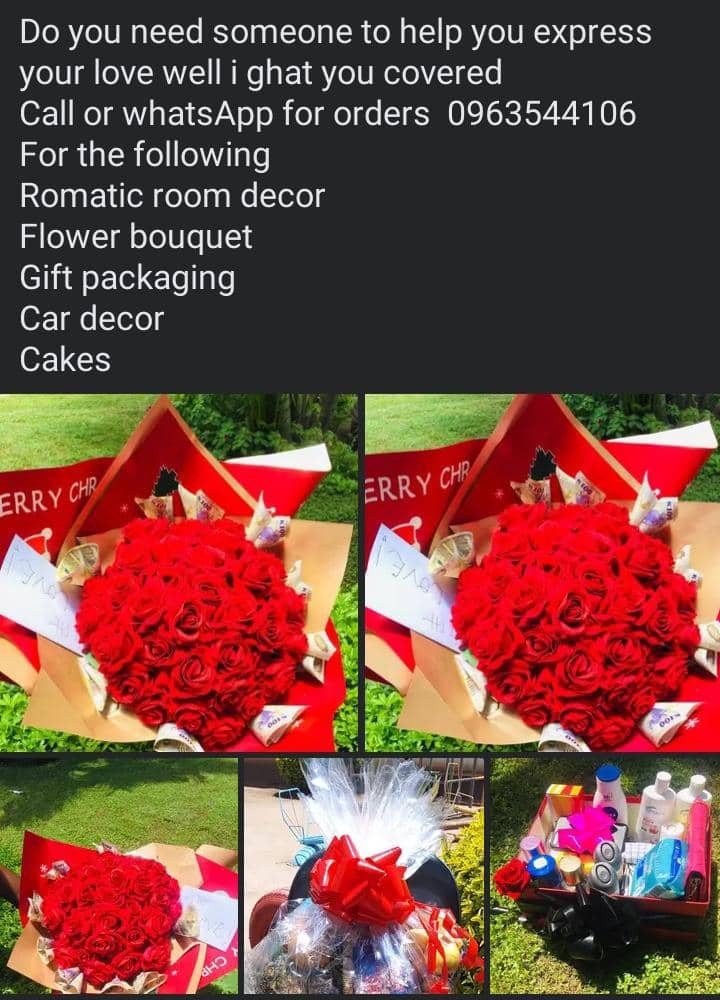 Do you need someone to help you express
your love well i ghat you covered
Call or whatsApp for orders 0963544106
For the following
Romatic room decor
Flower bouquet
Gift packaging
Car decor
Cakes
ERRY CHR
ERRY CHR